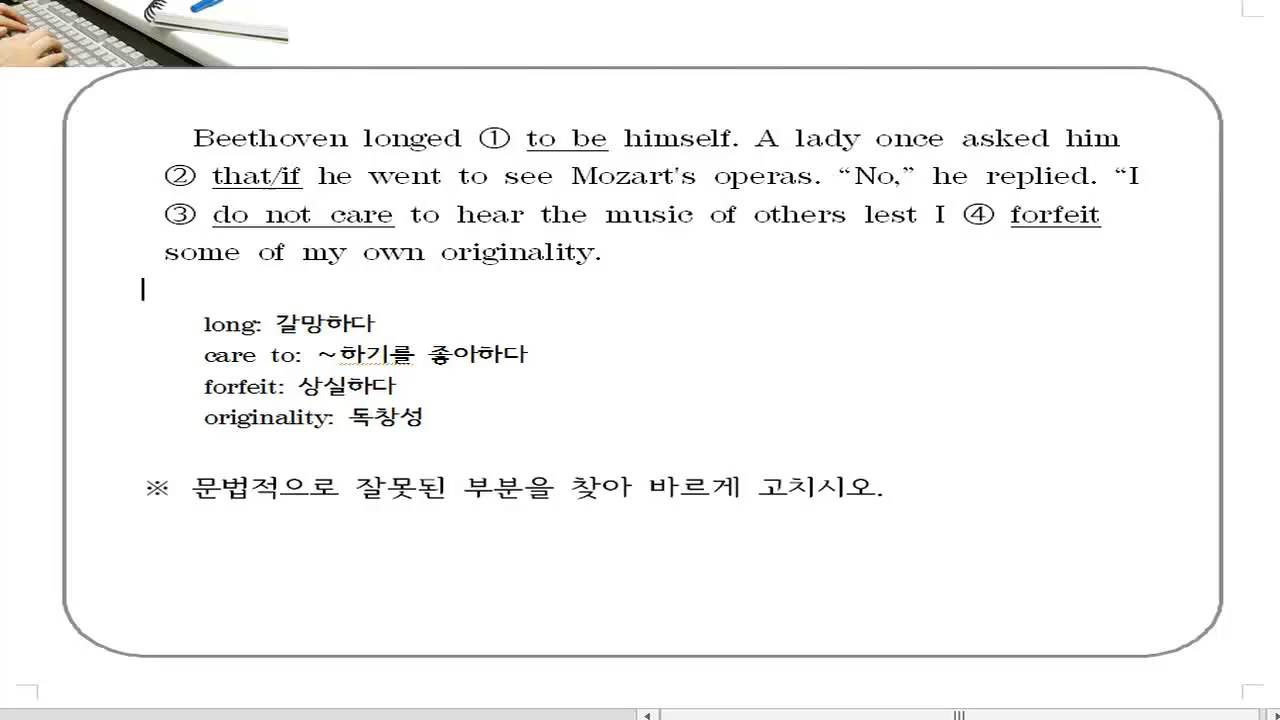 Beethoven longed ① to be himself. A lady once asked him
② that/if he went to see Mozart's operas. “No,” he replied. “I
③ do not care to hear the music of others lest I ④ forfeit
some of my own originality.
long: 갈망하다
care to: ~하기를 좋아하다
forfeit: 상실하다
originality: 독창성
※ 문법적으로 잘못된 부분을 찾아 바르게 고치시오.